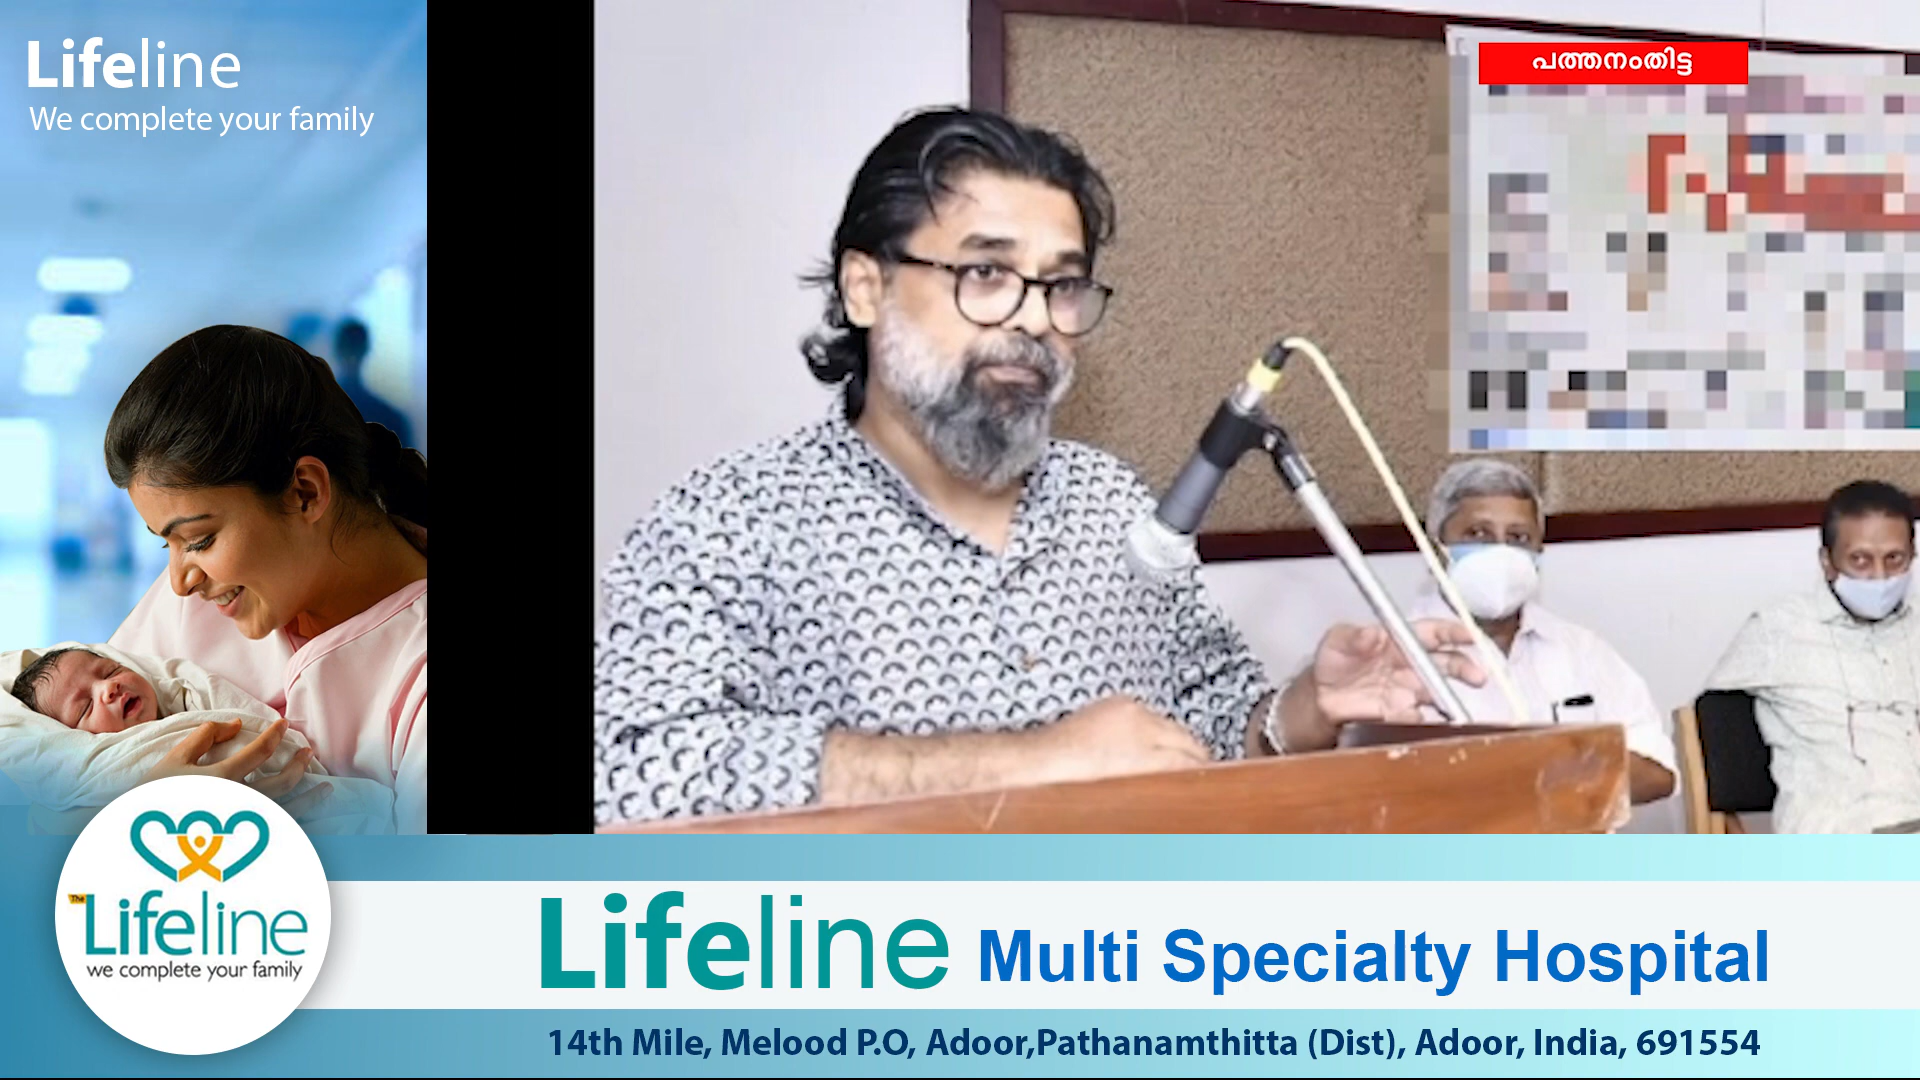 Lifeline
We complete your family
പത്തനംതിട്ട
The
Lifeline
we complete your family
Lifeline Multi Specialty Hospital
14th Mile, Melood P.O, Adoor,Pathanamthitta (Dist), Adoor, India, 691554